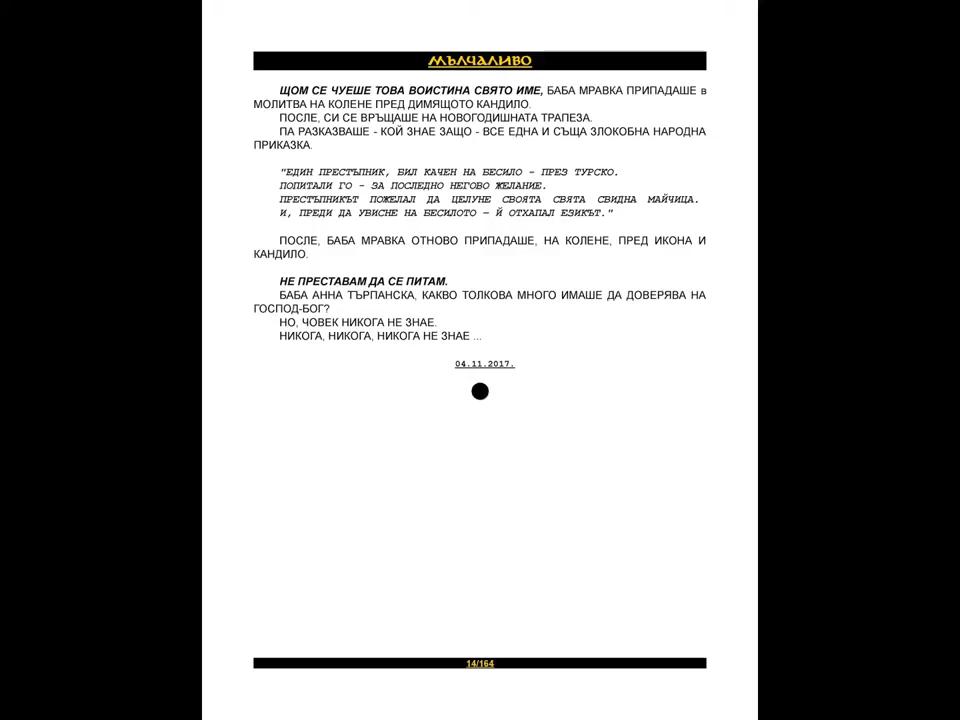 МЪЛЧАЛИВО
ЩОМ СЕ ЧУЕШЕ ТОВА ВОИСТИНА СВЯТО ИМЕ, БАБА МРАВКА ПРИПАДАШЕ в
МОЛИТВА НА КОЛЕНЕ ПРЕД ДИМЯЩОТО КАНДИЛО.
ПОСЛЕ, СИ СЕ ВРЪЩАШЕ НА НОВОГОДИШНАТА ТРАПЕЗА.
ПА РАЗКАЗВАШЕ - КОЙ ЗНАЕ ЗАЩО - ВСЕ ЕДНА И СЪЩА ЗЛОКОБНА НАРОДНА
ПРИКАЗКА.
"ЕДИН ПРЕСТЪПНИК, БИЛ КАЧЕН НА БЕСИЛО - ПРЕЗ ТУРСКО.
ПОПИТАЛИ ГО - ЗА ПОСЛЕДНО НЕГОВО ЖЕЛАНИЕ.
ПРЕСТЪПНИКЪТ ПОЖЕЛАЛ ДА ЦЕЛУНЕ СВОЯТА СВЯТА СВИДНА МАЙЧИЦА.
И, ПРЕДИ ДА УВИСНЕ НА БЕСИЛОТО – Й ОТХАПАЛ ЕЗИКЪТ."
ПОСЛЕ, БАБА МРАВКА ОТНОВО ПРИПАДАШЕ, НА КОЛЕНЕ, ПРЕД ИКОНА И
КАНДИЛО.
НЕ ПРЕСТАВАМ ДА СЕ ПИТАМ.
БАБА АННА ТЪРПАНСКА, КАКВО ТОЛКОВА МНОГО ИМАШЕ ДА ДОВЕРЯВА НА
ГОСПОД-БОГ?
НО, ЧОВЕК НИКОГА НЕ ЗНАЕ.
НИКОГА, НИКОГА, НИКОГА НЕ ЗНАЕ ...
04.11.2017.
14/164